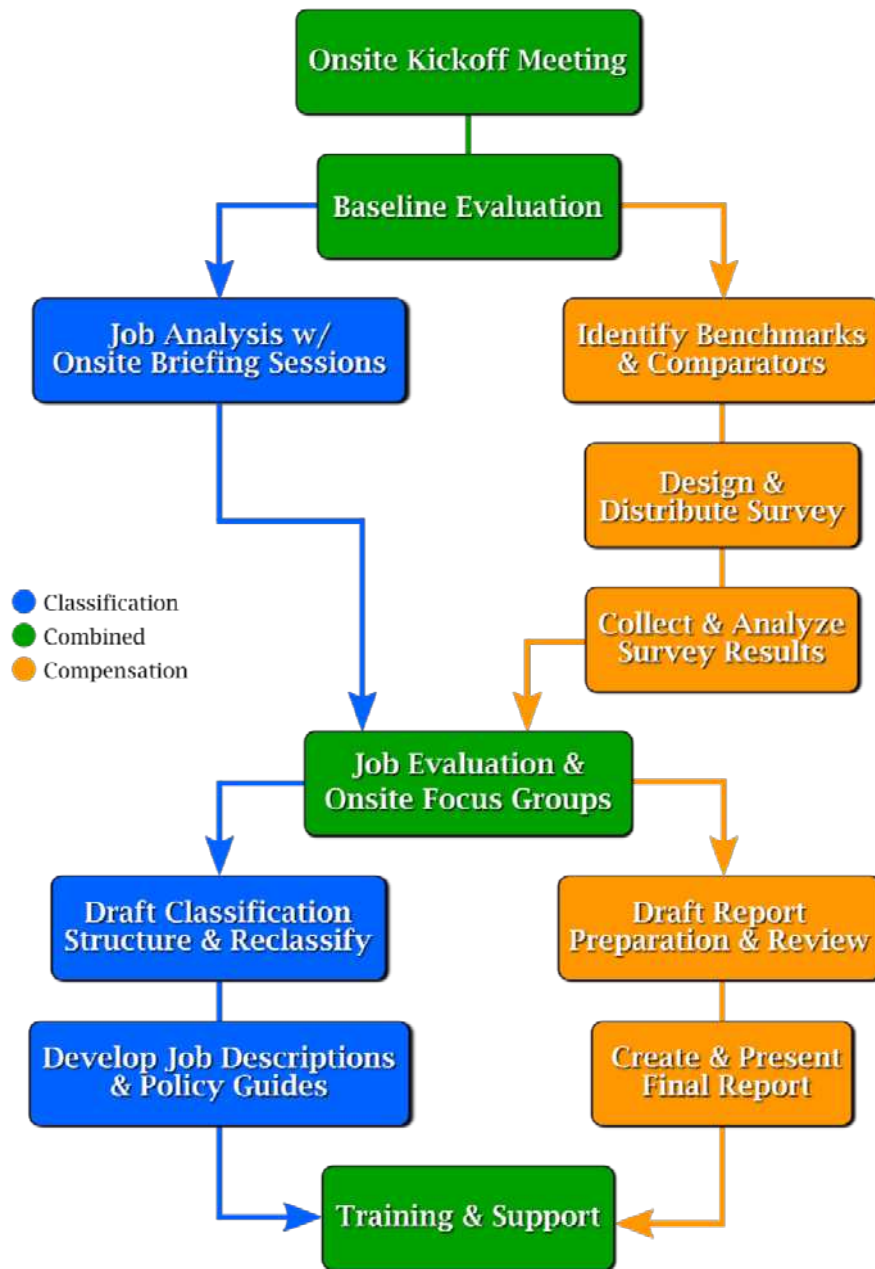 Onsite Kickoff Meeting
Baseline Evaluation
Job Analysis w/
Onsite Briefing Sessions
Identify Benchmarks
& Comparators
Design &
Distribute Survey
Collect & Analyze
Survey Results
Classification
Combined
Compensation
Job Evaluation &
Onsite Focus Groups
Draft Classification
Structure & Reclassify
Draft Report
Preparation & Review
Develop Job Descriptions
& Policy Guides
Create & Present
Final Report
Training & Support